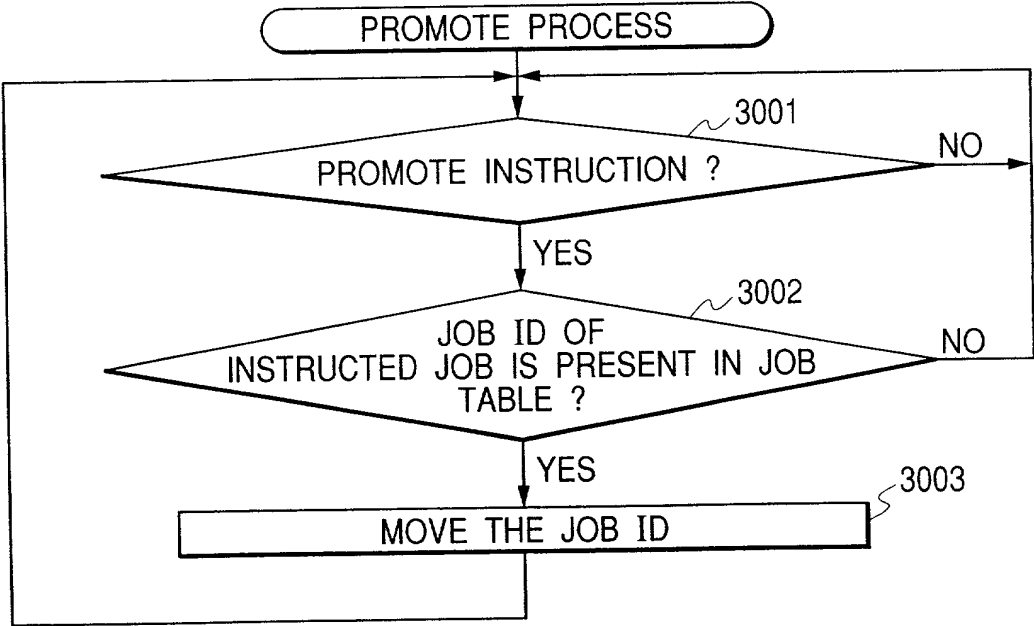 PROMOTE PROCESS
3001
PROMOTE INSTRUCTION ?
NO
YES
3002
JOB ID OF
INSTRUCTED JOB IS PRESENT IN JOB
TABLE ?
NO
YES
3003
MOVE THE JOB ID